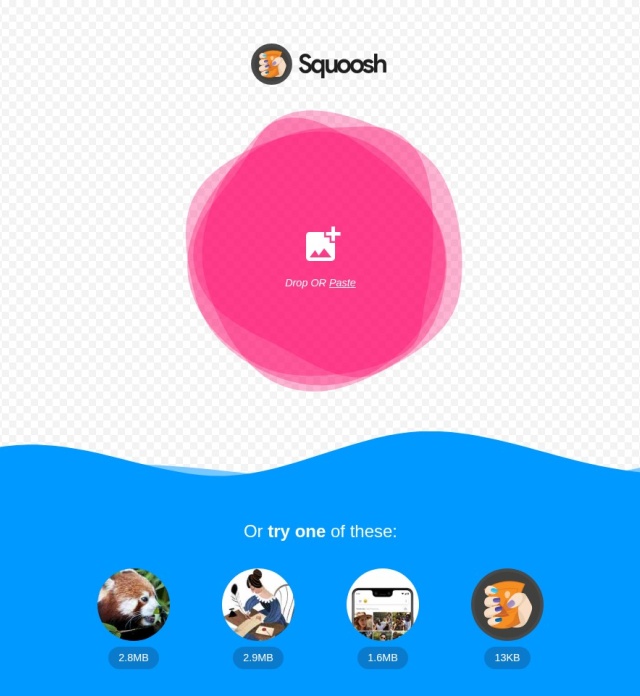 Squoosh
Drop OR Paste
Or try one of these:
2.8MB
2.9MB
1.6MB
13KB